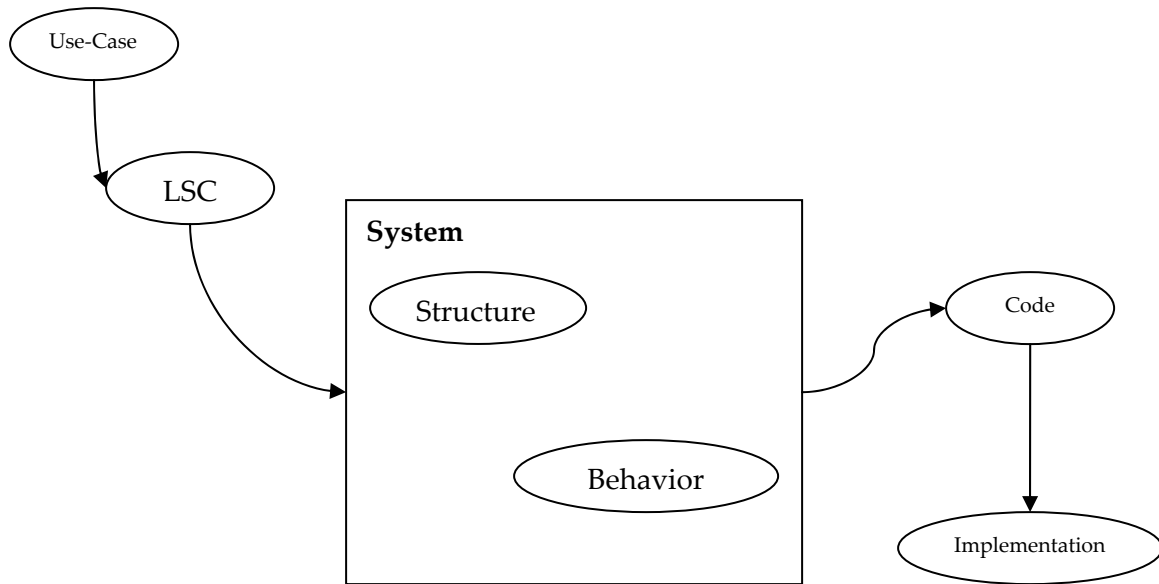 Use-Case
LSC
System
Structure
Behavior
Code
Implementation